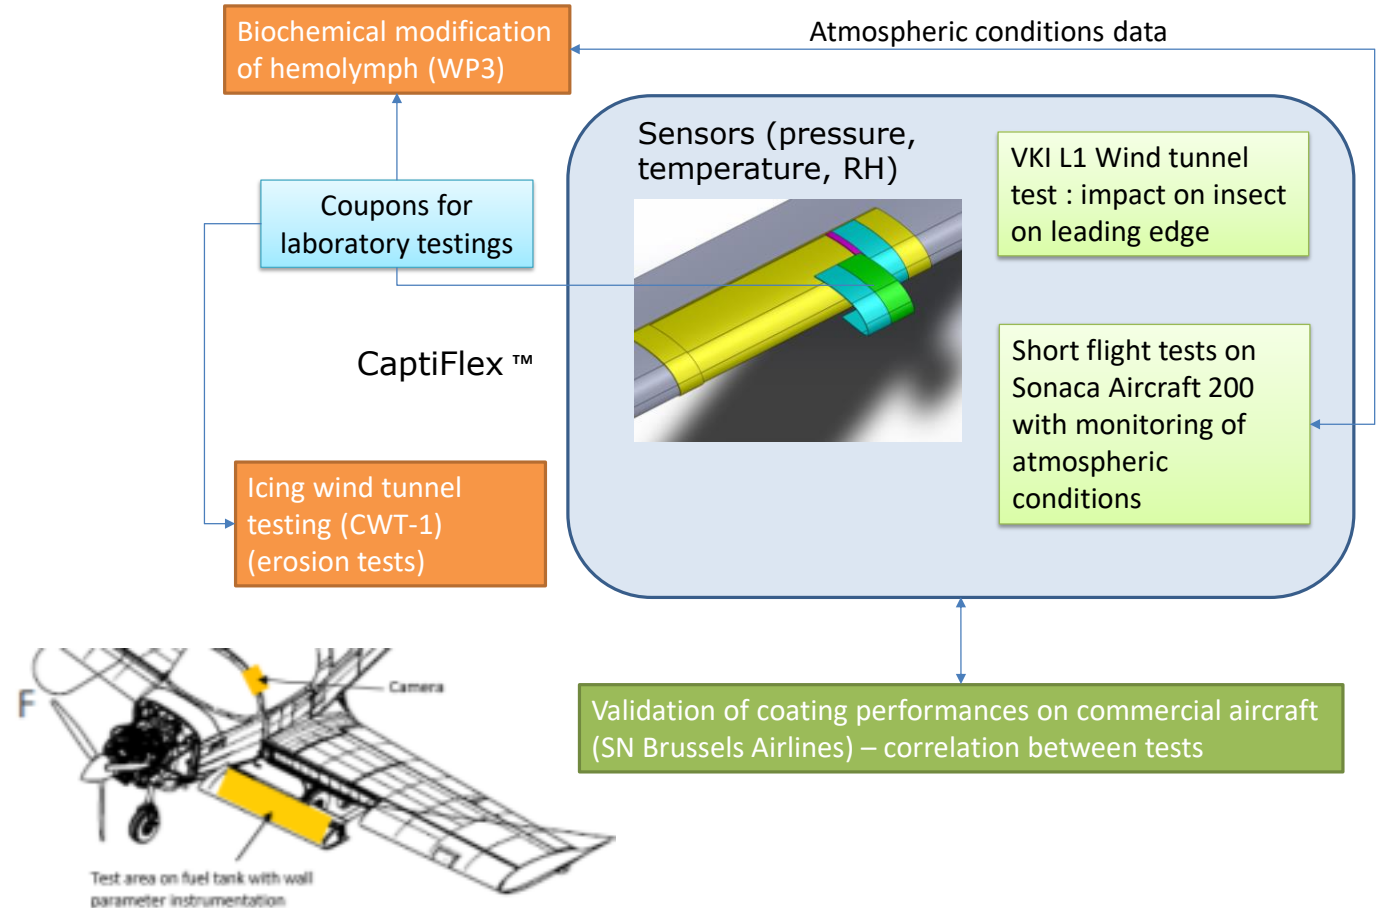 Biochemical modification
of hemolymph (WP3)
Atmospheric conditions data
Sensors (pressure,
temperature, RH)
VKI L1 Wind tunnel
test : impact on insect
on leading edge
Coupons for
laboratory testings
CaptiFlex ™
Short flight tests on
Sonaca Aircraft 200
with monitoring of
atmospheric
conditions
Icing wind tunnel
testing (CWT-1)
(erosion tests)
F
Camera
Validation of coating performances on commercial aircraft
(SN Brussels Airlines) – correlation between tests
Test area on fuel tank with wall
parameter instrumentation